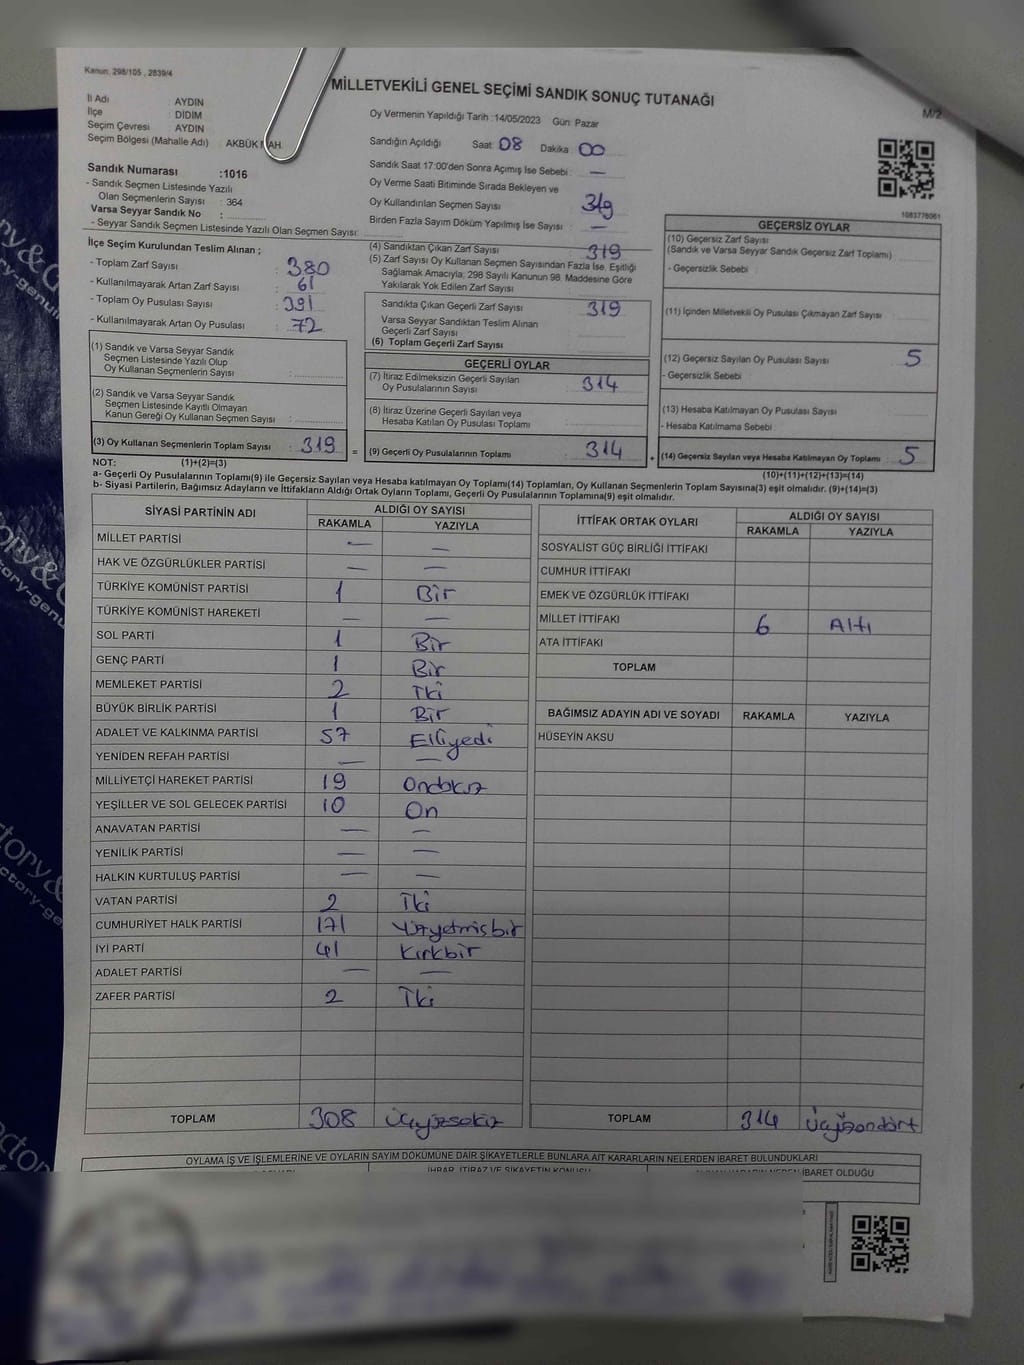 Kanun, 298/105 , 2839/4
MİLLETVEKİLİ GENEL SEÇİMİ SANDIK SONUÇ TUTANAĞI
M/2
İl Adı : AYDIN
İlçe : DİDİM
Seçim Çevresi : AYDIN
Seçim Bölgesi (Mahalle Adı) : AKBÜK MAH.
Sandık Numarası :1016
- Sandık Seçmen Listesinde Yazılı
Olan Seçmenlerin Sayısı : 364
Varsa Seyyar Sandık No :
- Seyyar Sandık Seçmen Listesinde Yazılı Olan Seçmen Sayısı:
Oy Vermenin Yapıldığı Tarih :14/05/2023 Gün: Pazar
Sandığın Açıldığı Saat 08 Dakika 00
Sandık Saat 17:00'den Sonra Açımış İse Sebebi : —
Oy Verme Saati Bitiminde Sırada Bekleyen ve
Oy Kullandırılan Seçmen Sayısı : 319
Birden Fazla Sayım Döküm Yapılmış İse Sayısı : —
1083778061
İlçe Seçim Kurulundan Teslim Alınan ;
- Toplam Zarf Sayısı : 380
- Kullanılmayarak Artan Zarf Sayısı : 61
- Toplam Oy Pusulası Sayısı : 391
- Kullanılmayarak Artan Oy Pusulası : 72
(1) Sandık ve Varsa Seyyar Sandık
Seçmen Listesinde Yazılı Olup
Oy Kullanan Seçmenlerin Sayısı :
(2) Sandık ve Varsa Seyyar Sandık
Seçmen Listesinde Kayıtlı Olmayan
Kanun Gereği Oy Kullanan Seçmen Sayısı :
(3) Oy Kullanan Seçmenlerin Toplam Sayısı : 319 =
(4) Sandıktan Çıkan Zarf Sayısı : 319
(5) Zarf Sayısı Oy Kullanan Seçmen Sayısından Fazla İse, Eşitliği
Sağlamak Amacıyla; 298 Sayılı Kanunun 98. Maddesine Göre
Yakılarak Yok Edilen Zarf Sayısı :
Sandıkta Çıkan Geçerli Zarf Sayısı : 319
Varsa Seyyar Sandıktan Teslim Alınan
Geçerli Zarf Sayısı :
(6) Toplam Geçerli Zarf Sayısı :
GEÇERLİ OYLAR
(7) İtiraz Edilmeksizin Geçerli Sayılan
Oy Pusulalarının Sayısı : 314
(8) İtiraz Üzerine Geçerli Sayılan veya
Hesaba Katılan Oy Pusulası Toplamı :
(9) Geçerli Oy Pusulalarının Toplamı : 314 +
GEÇERSİZ OYLAR
(10) Geçersiz Zarf Sayısı
(Sandık ve Varsa Seyyar Sandık Geçersiz Zarf Toplamı) :
- Geçersizlik Sebebi :
(11) İçinden Milletvekili Oy Pusulası Çıkmayan Zarf Sayısı :
(12) Geçersiz Sayılan Oy Pusulası Sayısı : 5
- Geçersizlik Sebebi :
(13) Hesaba Katılmayan Oy Pusulası Sayısı :
- Hesaba Katılmama Sebebi :
(14) Geçersiz Sayılan veya Hesaba Katılmayan Oy Toplamı : 5
NOT: (1)+(2)=(3) (10)+(11)+(12)+(13)=(14)
a- Geçerli Oy Pusulalarının Toplamı(9) ile Geçersiz Sayılan veya Hesaba katılmayan Oy Toplamı(14) Toplamları, Oy Kullanan Seçmenlerin Toplam Sayısına(3) eşit olmalıdır. (9)+(14)=(3)
b- Siyasi Partilerin, Bağımsız Adayların ve İttifakların Aldığı Ortak Oyların Toplamı, Geçerli Oy Pusulalarının Toplamına(9) eşit olmalıdır.
SİYASİ PARTİNİN ADI ALDIĞI OY SAYISI
RAKAMLA YAZIYLA
MİLLET PARTİSİ — —
HAK VE ÖZGÜRLÜKLER PARTİSİ — —
TÜRKİYE KOMÜNİST PARTİSİ 1 Bir
TÜRKİYE KOMÜNİST HAREKETİ — —
SOL PARTİ 1 Bir
GENÇ PARTİ 1 Bir
MEMLEKET PARTİSİ 2 İki
BÜYÜK BİRLİK PARTİSİ 1 Bir
ADALET VE KALKINMA PARTİSİ 57 Elliyedi
YENİDEN REFAH PARTİSİ — —
MİLLİYETÇİ HAREKET PARTİSİ 19 Ondokuz
YEŞİLLER VE SOL GELECEK PARTİSİ 10 On
ANAVATAN PARTİSİ — —
YENİLİK PARTİSİ — —
HALKIN KURTULUŞ PARTİSİ — —
VATAN PARTİSİ 2 İki
CUMHURİYET HALK PARTİSİ 171 Yüzyetmişbir
İYİ PARTİ 41 Kırkbir
ADALET PARTİSİ — —
ZAFER PARTİSİ 2 İki
TOPLAM 308 Üçyüzsekiz
İTTİFAK ORTAK OYLARI ALDIĞI OY SAYISI
RAKAMLA YAZIYLA
SOSYALİST GÜÇ BİRLİĞİ İTTİFAKI
CUMHUR İTTİFAKI
EMEK VE ÖZGÜRLÜK İTTİFAKI
MİLLET İTTİFAKI 6 Altı
ATA İTTİFAKI
TOPLAM
BAĞIMSIZ ADAYIN ADI VE SOYADI RAKAMLA YAZIYLA
HÜSEYİN AKSU
TOPLAM 314 Üçyüzondört
OYLAMA İŞ VE İŞLEMLERİNE VE OYLARIN SAYIM DÖKÜMÜNE DAİR ŞİKAYETLERLE BUNLARA AİT KARARLARIN NELERDEN İBARET BULUNDUKLARI
İHBAR, İTİRAZ VE ŞİKAYETİN KONUSU
İBARET OLDUĞU